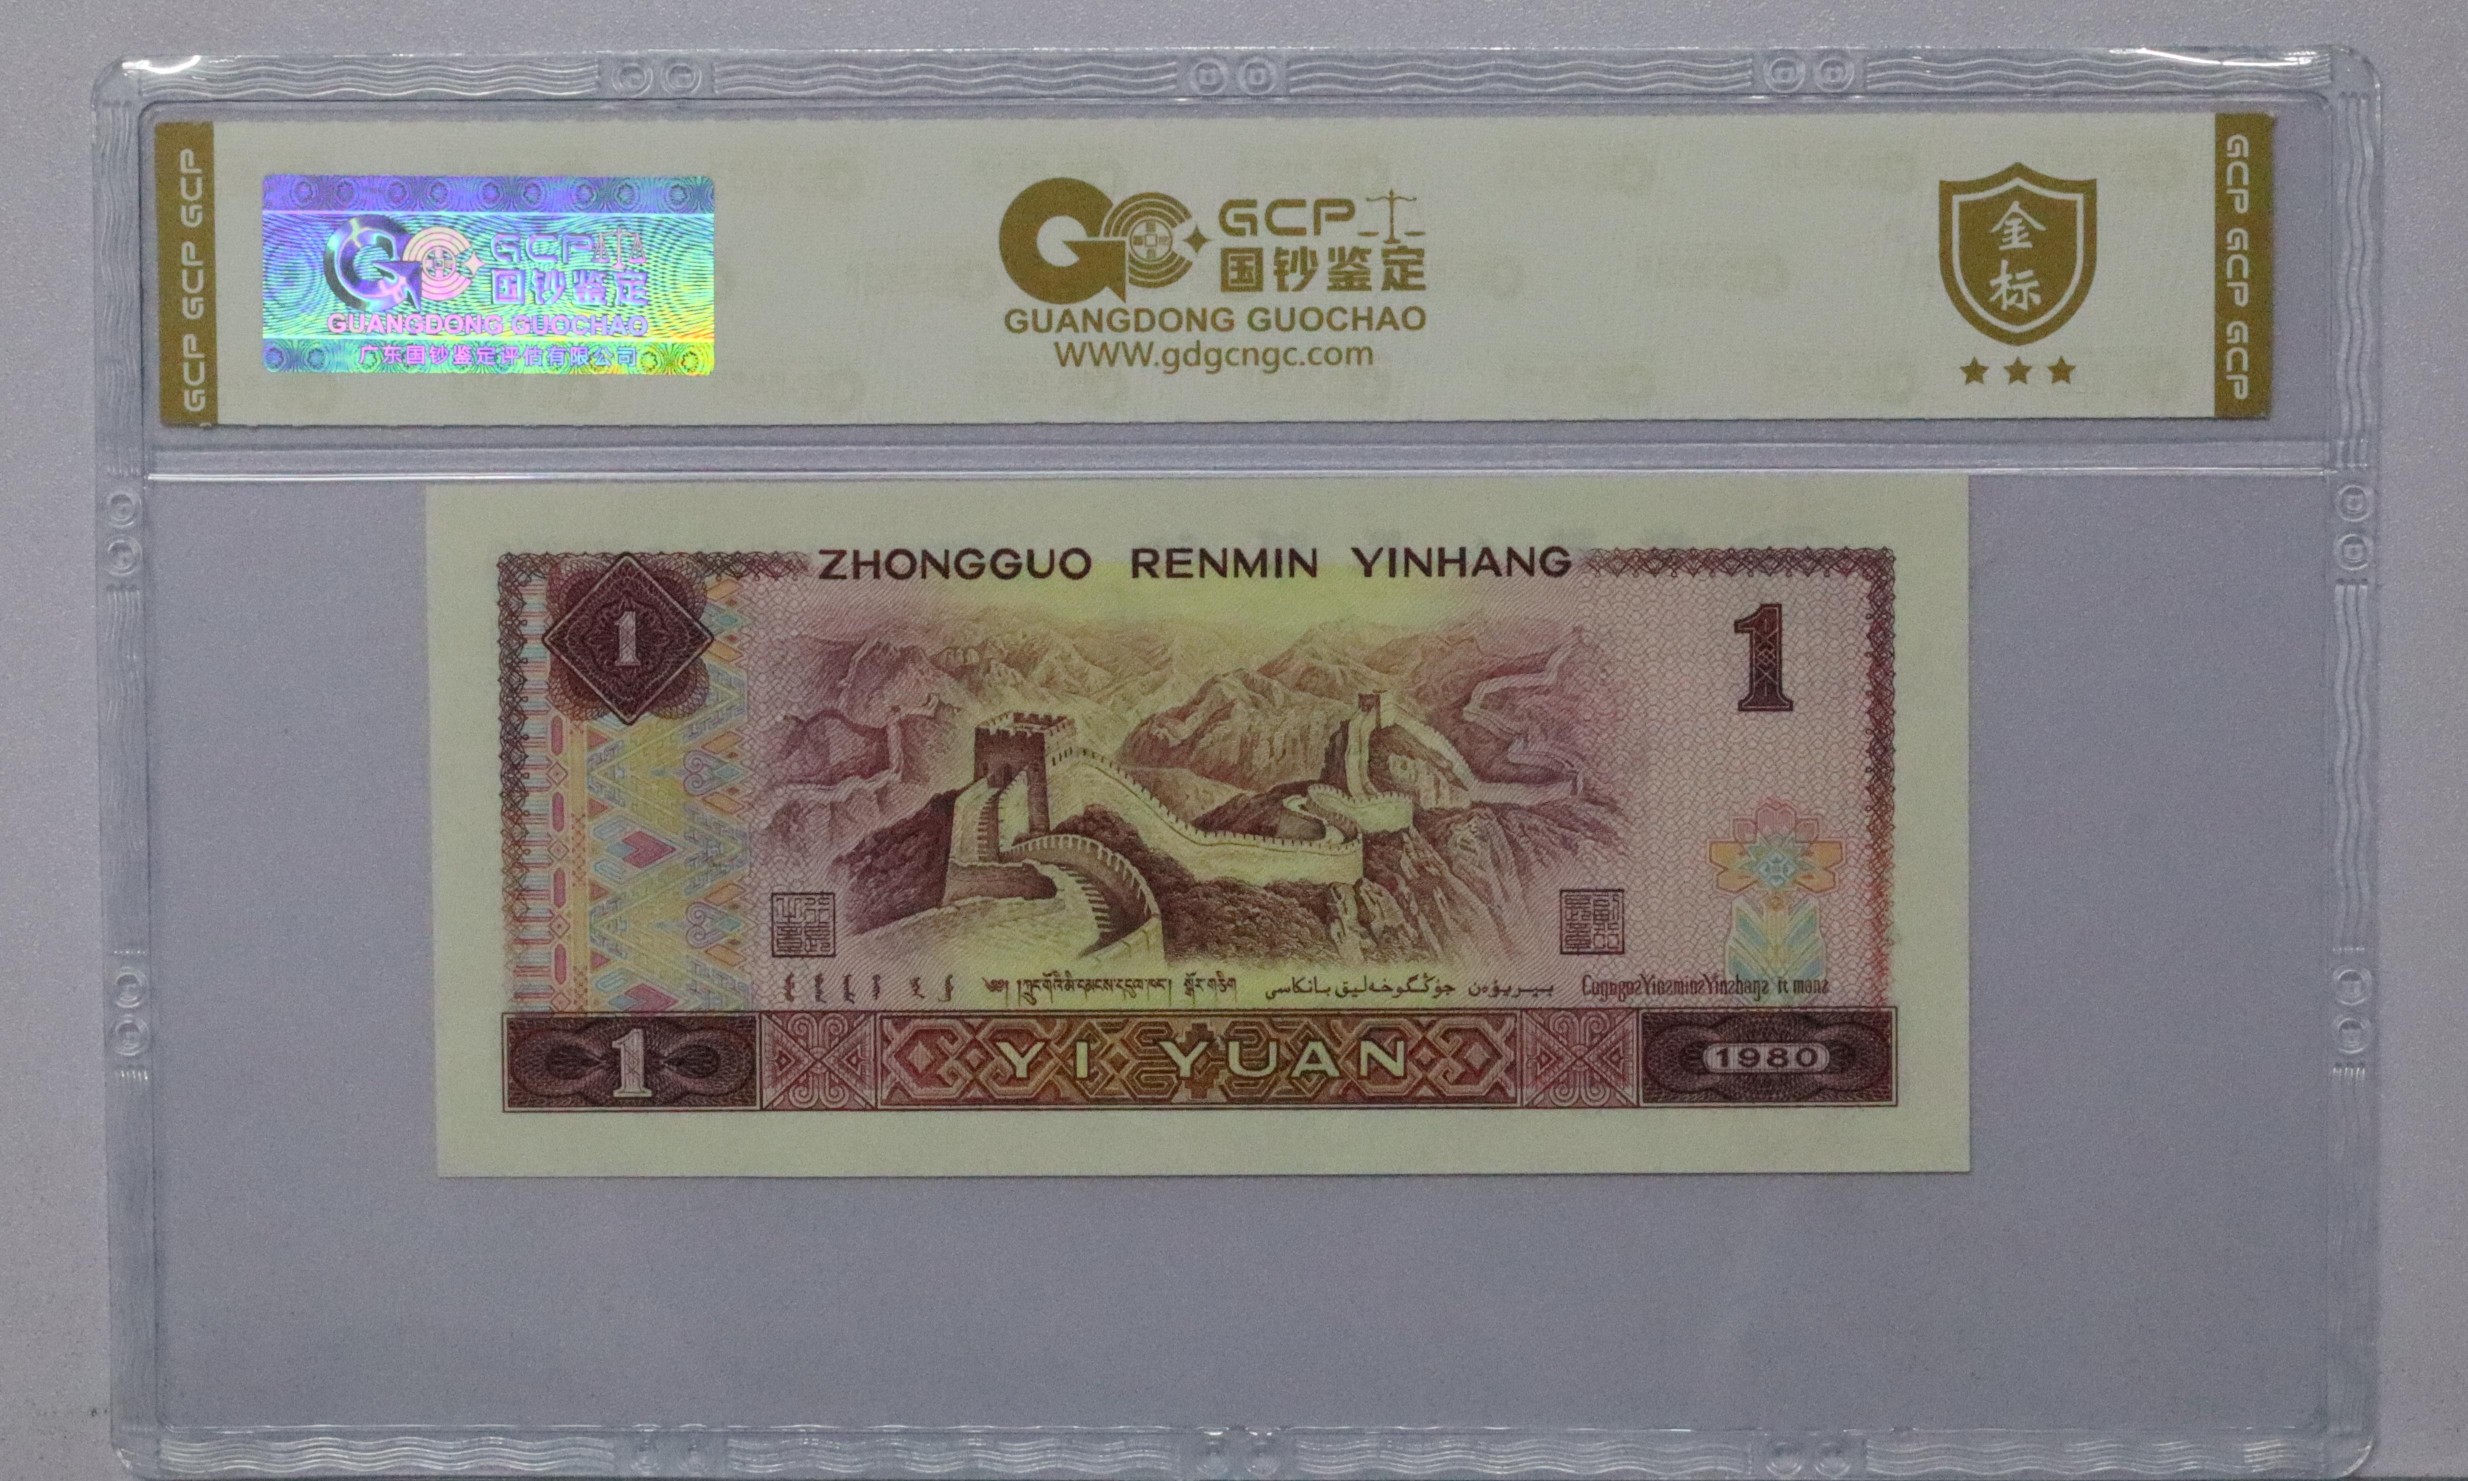 GCP GCP GCP
GCP
国钞鉴定
GUANGDONG GUOCHAO
广东国钞鉴定评估有限公司
GCP
国钞鉴定
GUANGDONG GUOCHAO
WWW.gdgcngc.com
金
标
GCP GCP GCP
ZHONGGUO RENMIN YINHANG
1
1
YI YUAN
1
1980